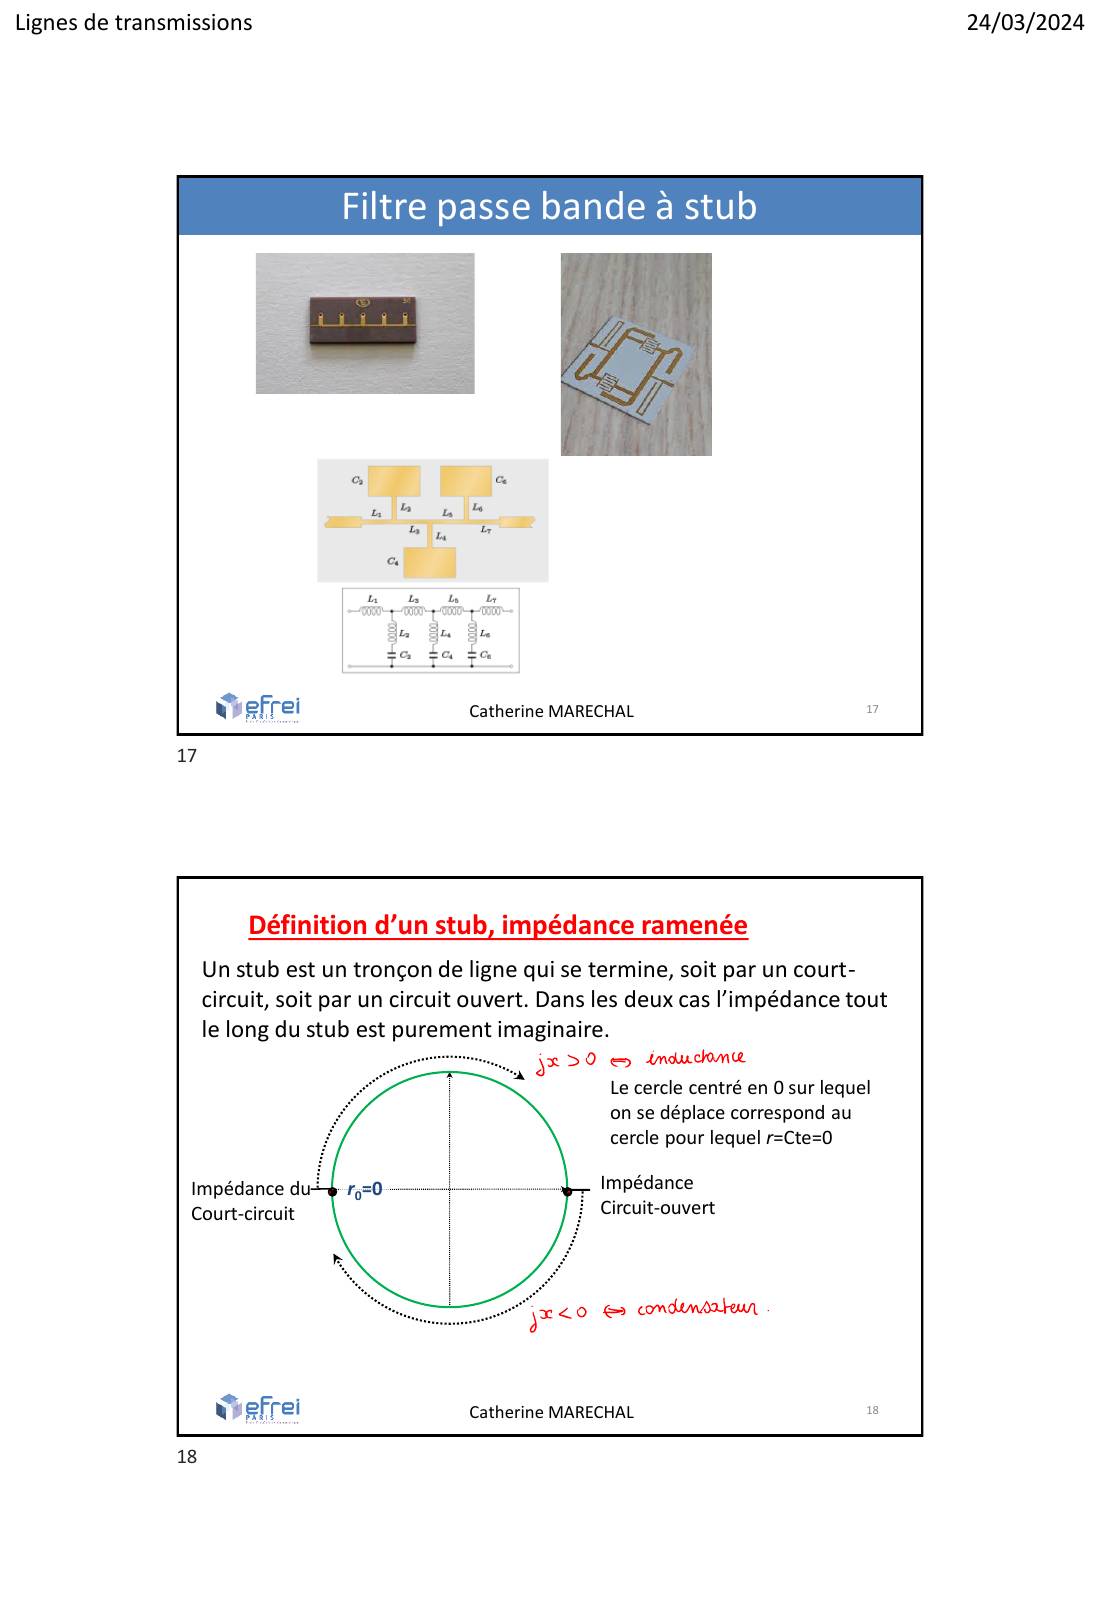 Lignes de transmissions
24/03/2024
Filtre passe bande à stub
C₂
C₆
L₂
L₆
L₁
L₅
L₃
L₄
L₇
C₄
L₁
L₃
L₅
L₇
L₂
L₄
L₆
C₂
C₄
C₆
efrei
PARIS
Catherine MARECHAL
17
17
Définition d’un stub, impédance ramenée
Un stub est un tronçon de ligne qui se termine, soit par un court-
circuit, soit par un circuit ouvert. Dans les deux cas l’impédance tout
le long du stub est purement imaginaire.
jx > 0 ⇔ inductance
Le cercle centré en 0 sur lequel
on se déplace correspond au
cercle pour lequel r=Cte=0
Impédance du
Court-circuit
r₀=0
Impédance
Circuit-ouvert
jx < 0 ⇔ condensateur.
efrei
PARIS
Catherine MARECHAL
18
18